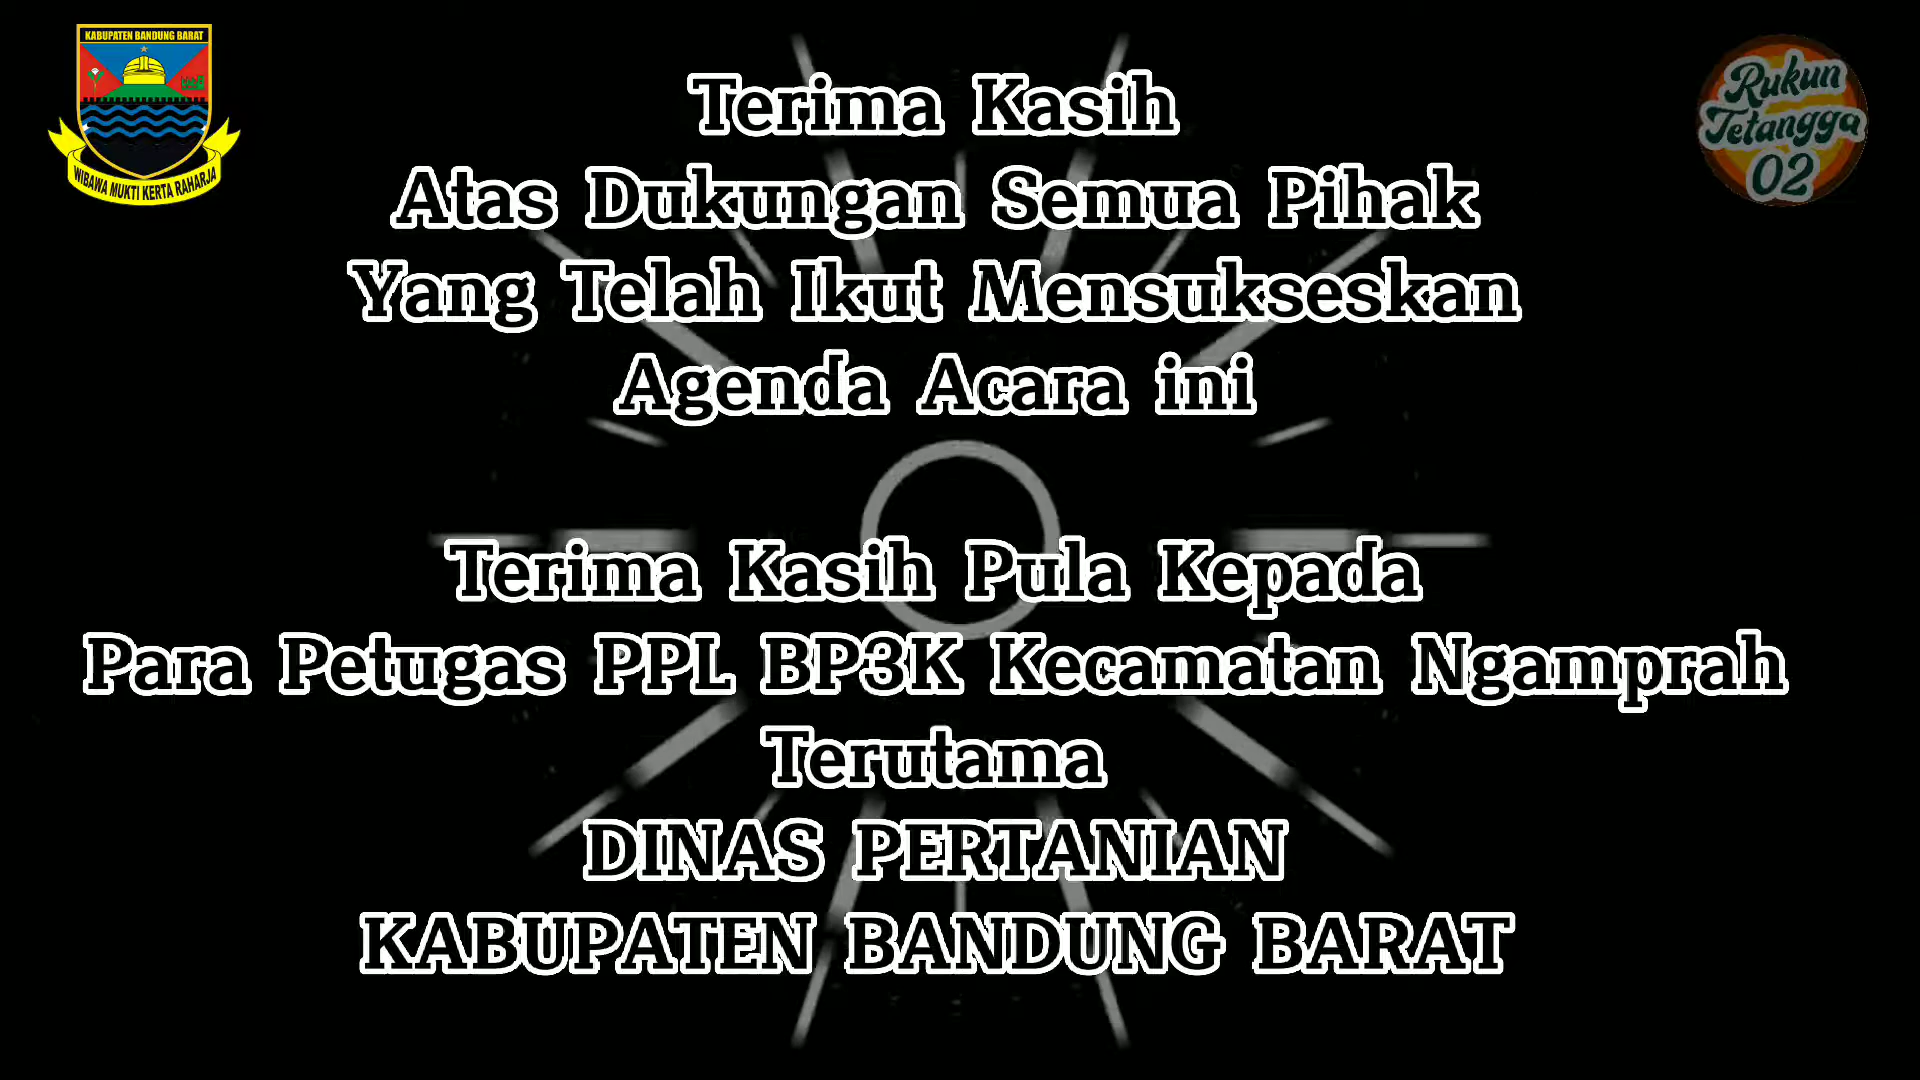 KABUPATEN BANDUNG BARAT
WIBAWA MUKTI KERTA RAHARJA
Rukun
Tetangga
02
Terima Kasih
Atas Dukungan Semua Pihak
Yang Telah Ikut Mensukseskan
Agenda Acara ini
Terima Kasih Pula Kepada
Para Petugas PPL BP3K Kecamatan Ngamprah
Terutama
DINAS PERTANIAN
KABUPATEN BANDUNG BARAT